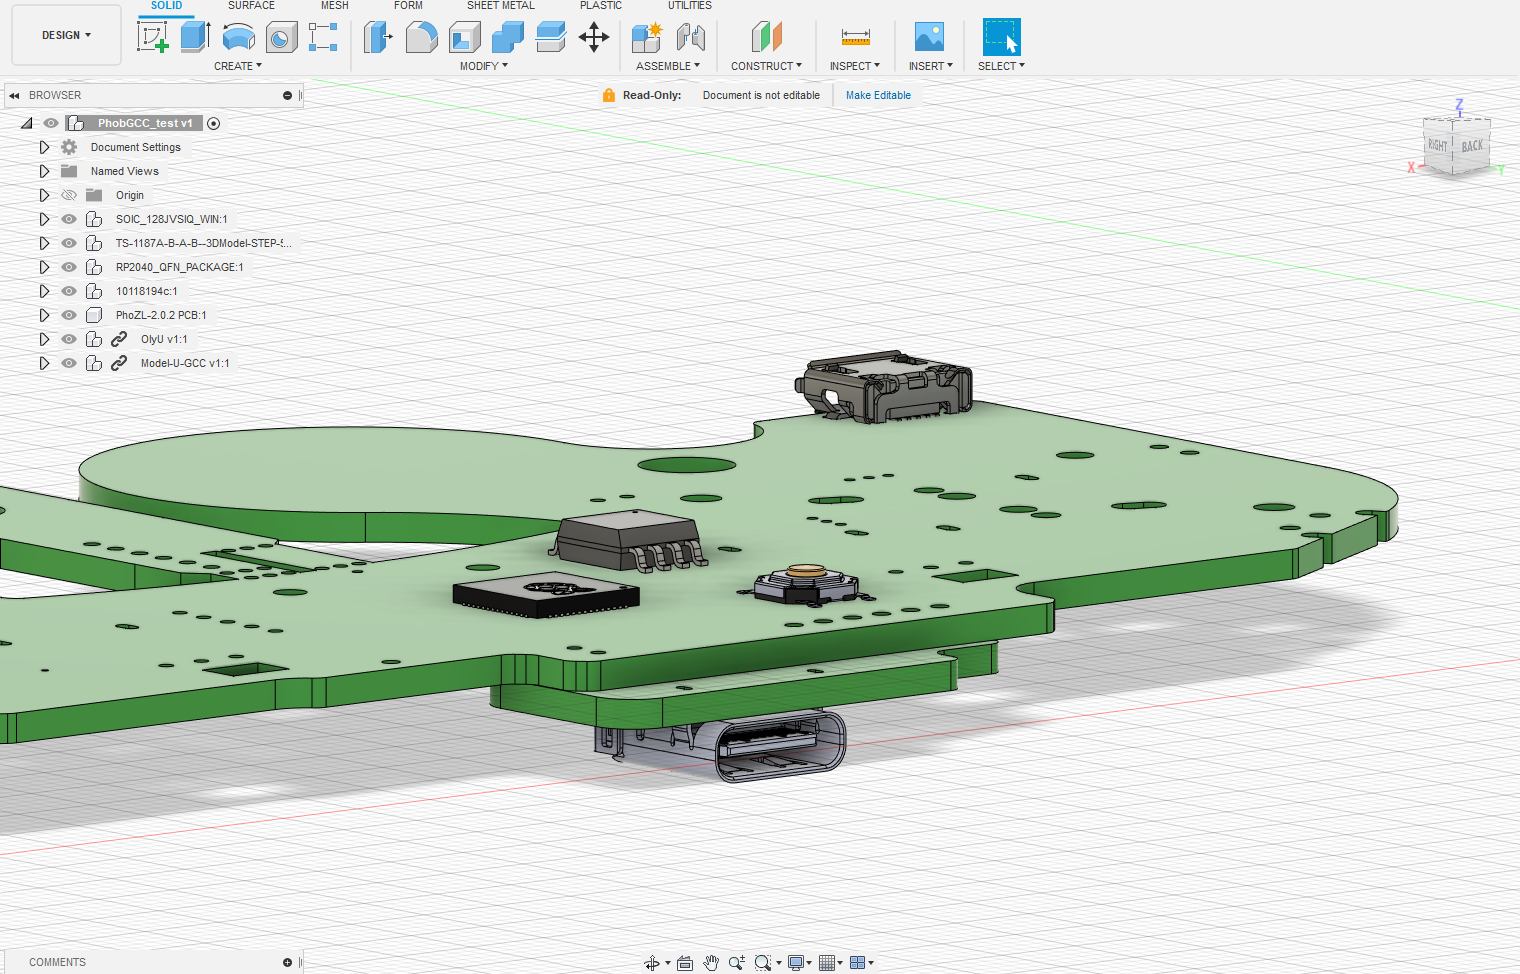 SOLID SURFACE MESH FORM SHEET METAL PLASTIC UTILITIES
DESIGN
CREATE MODIFY ASSEMBLE CONSTRUCT INSPECT INSERT SELECT
BROWSER
Read-Only: Document is not editable Make Editable
PhobGCC_test v1
Document Settings
Named Views
Origin
SOIC_128JVSIQ_WIN:1
TS-1187A-B-A-B--3DModel-STEP-5...
RP2040_QFN_PACKAGE:1
10118194c:1
PhoZL-2.0.2 PCB:1
OlyU v1:1
Model-U-GCC v1:1
Z
RIGHT BACK
X Y
COMMENTS